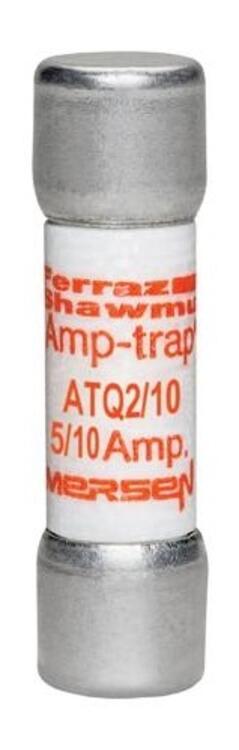 Ferraz
Shawmu
Amp-trap®
ATQ2/10
5/10 Amp.
MERSEN